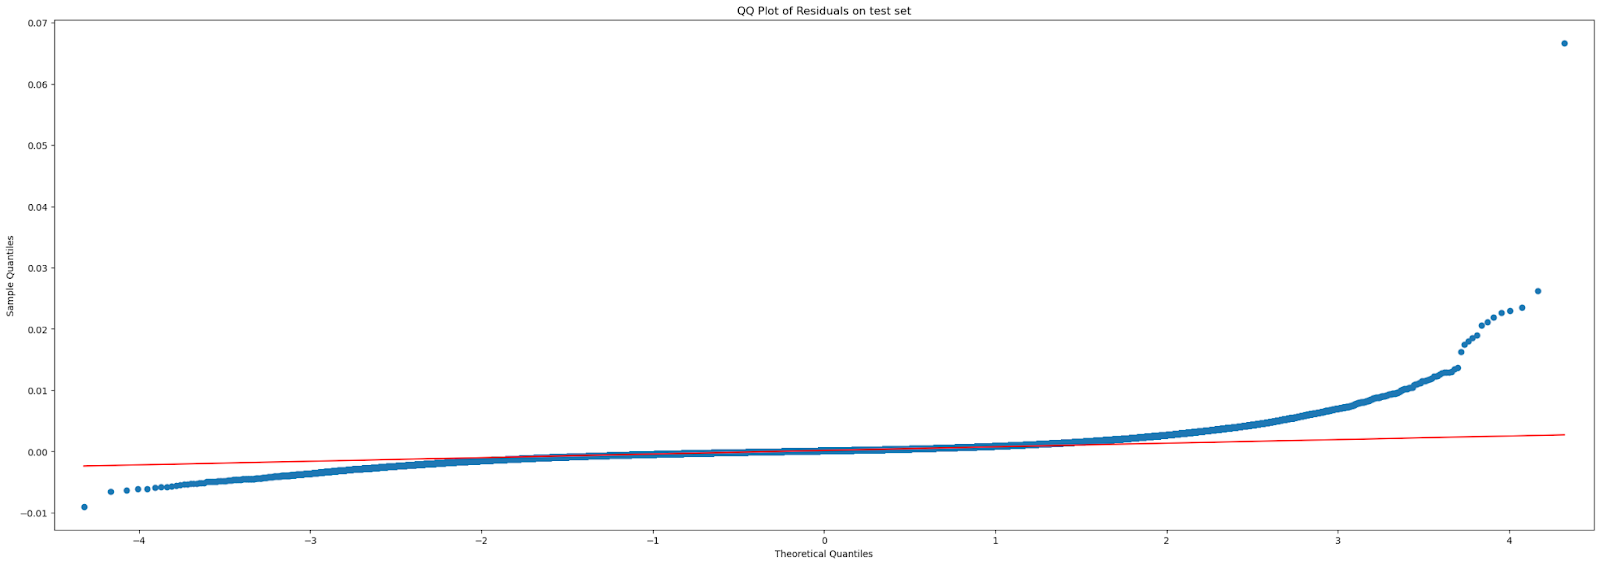 QQ Plot of Residuals on test set
0.07
0.06
0.05
0.04
0.03
0.02
0.01
0.00
−0.01
Sample Quantiles
−4 −3 −2 −1 0 1 2 3 4
Theoretical Quantiles